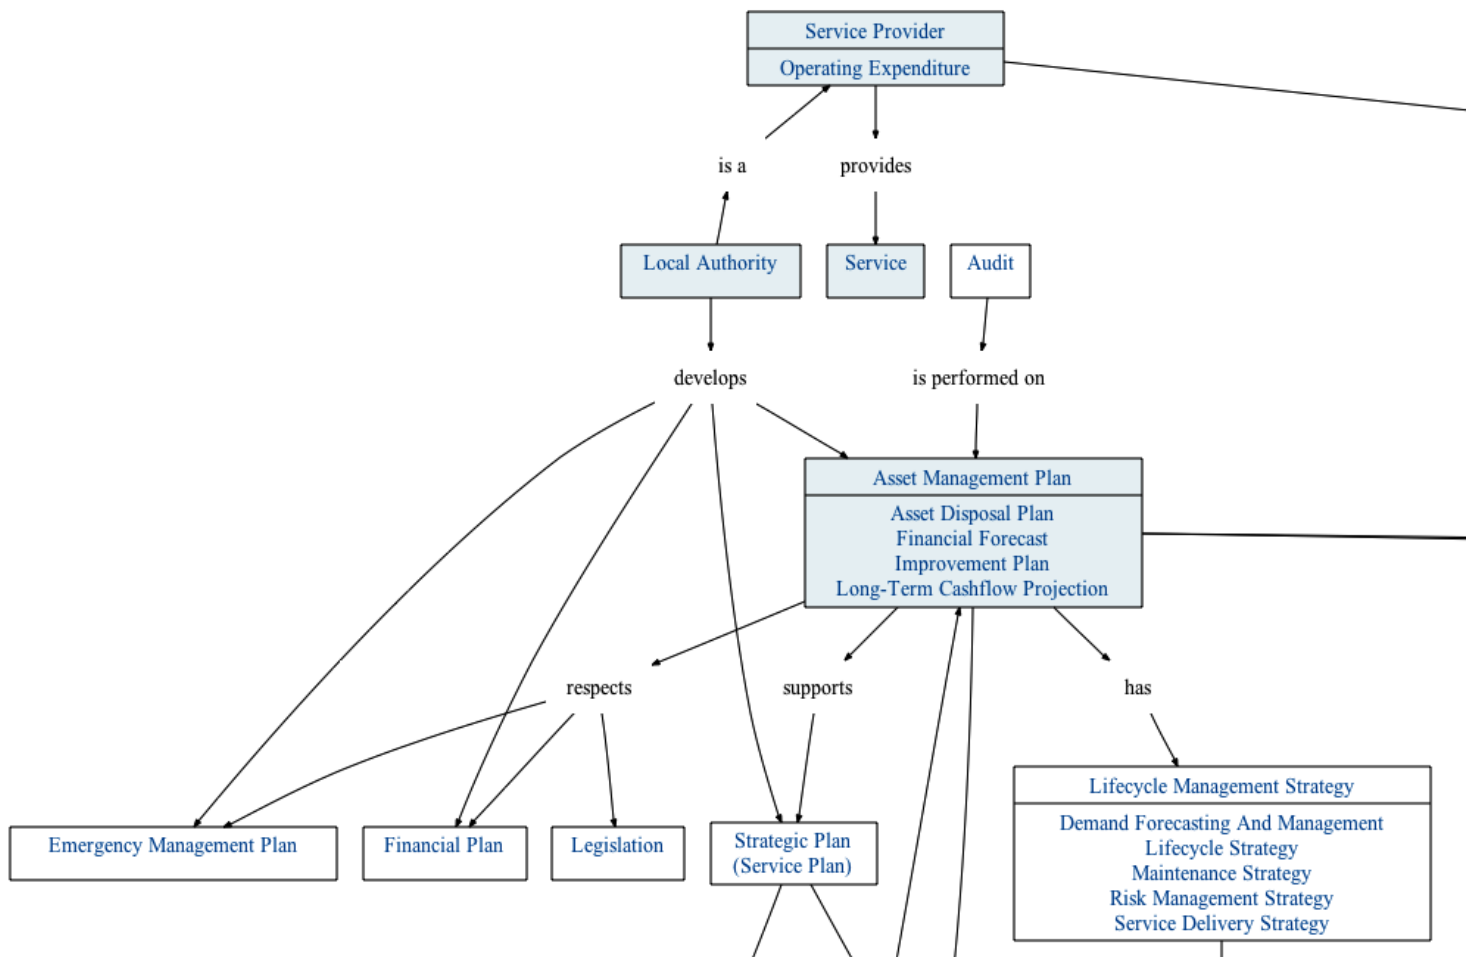 Service Provider
Operating Expenditure
is a
provides
Local Authority
Service
Audit
develops
is performed on
Asset Management Plan
Asset Disposal Plan
Financial Forecast
Improvement Plan
Long-Term Cashflow Projection
respects
supports
has
Emergency Management Plan
Financial Plan
Legislation
Strategic Plan
(Service Plan)
Lifecycle Management Strategy
Demand Forecasting And Management
Lifecycle Strategy
Maintenance Strategy
Risk Management Strategy
Service Delivery Strategy